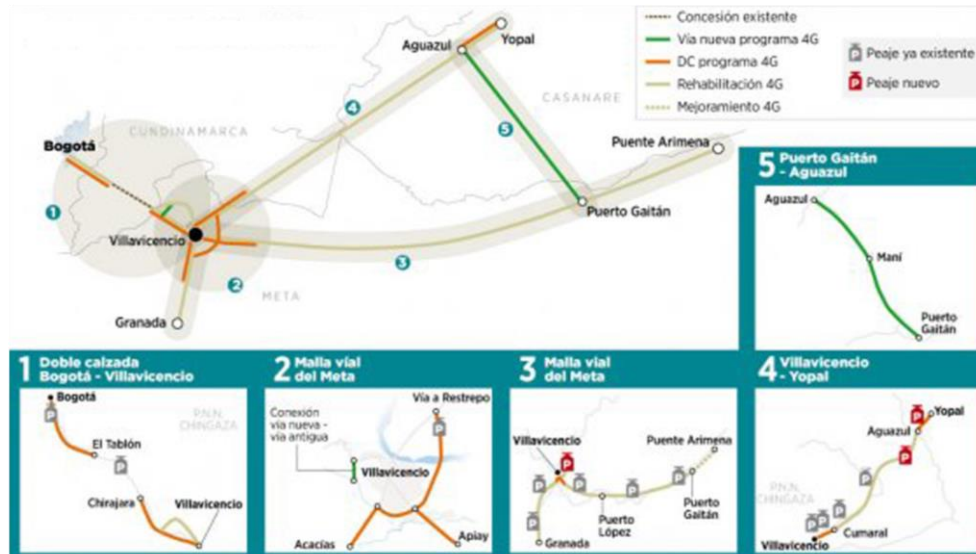 Concesión existente
Vía nueva programa 4G
DC programa 4G
Rehabilitación 4G
Mejoramiento 4G
P Peaje ya existente
P Peaje nuevo
Aguazul
Yopal
CASANARE
CUNDINAMARCA
Bogotá
Puente Arimena
Puerto Gaitán
Villavicencio
META
Granada
1
2
3
4
5
5 Puerto Gaitán
- Aguazul
Aguazul
Maní
Puerto
Gaitán
1 Doble calzada
Bogotá - Villavicencio
Bogotá
P
P.N.N.
CHINGAZA
El Tablón
P
Chirajara
Villavicencio
2 Malla víal
del Meta
Vía a Restrepo
Conexión
vía nueva -
vía antigua
P
Villavicencio
Acacías
Apiay
3 Malla vial
del Meta
Villavicencio
Puente Arimena
P
P
P
P
P
P
Puerto
López
Puerto
Gaitán
Granada
4 Villavicencio
- Yopal
P
Yopal
Aguazul
P
P
P.N.N.
CHINGAZA
P
P
P
Cumaral
Villavicencio